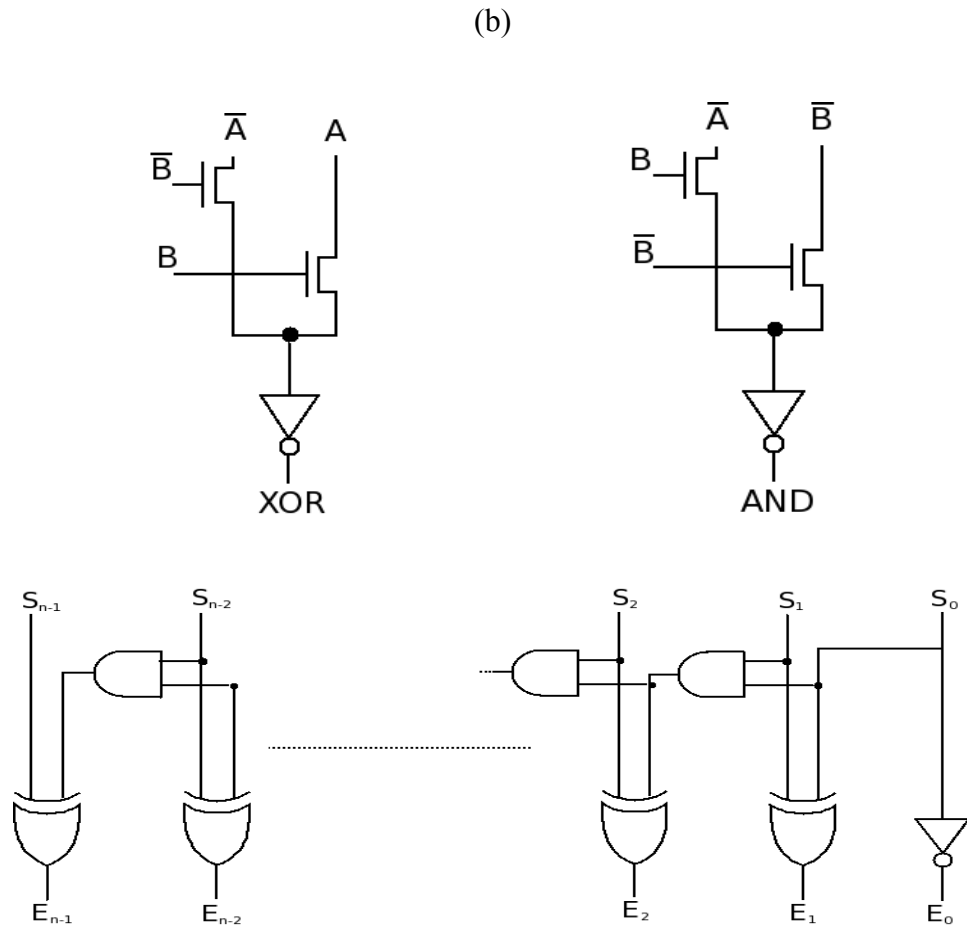 (b)
A̅ A
B̅
B
XOR
A̅ B̅
B
B̅
AND
Sₙ₋₁ Sₙ₋₂ S₂ S₁ S₀
Eₙ₋₁ Eₙ₋₂ E₂ E₁ E₀